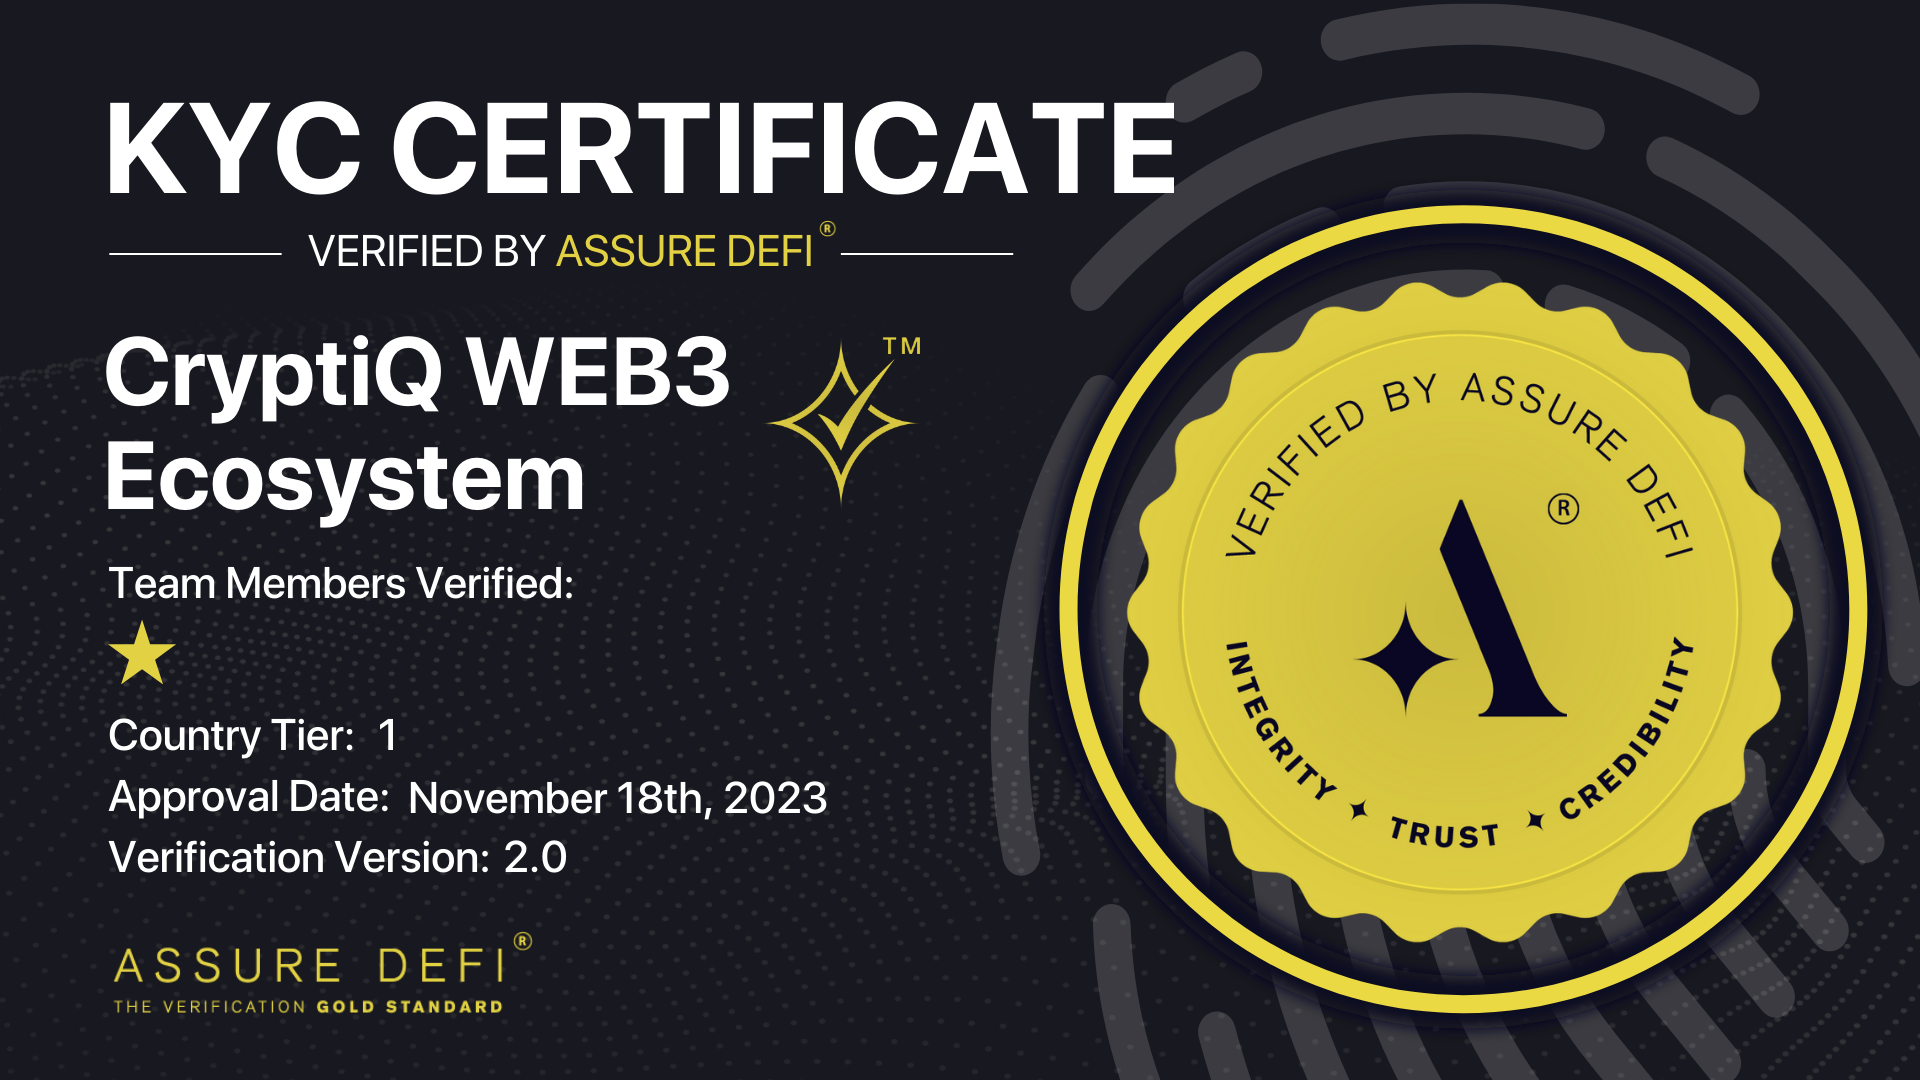 KYC CERTIFICATE
VERIFIED BY ASSURE DEFI®
CryptiQ WEB3
Ecosystem
TM
Team Members Verified:
Country Tier: 1
Approval Date: November 18th, 2023
Verification Version: 2.0
ASSURE DEFI®
THE VERIFICATION GOLD STANDARD
VERIFIED BY ASSURE DEFI
®
INTEGRITY ✦ TRUST ✦ CREDIBILITY